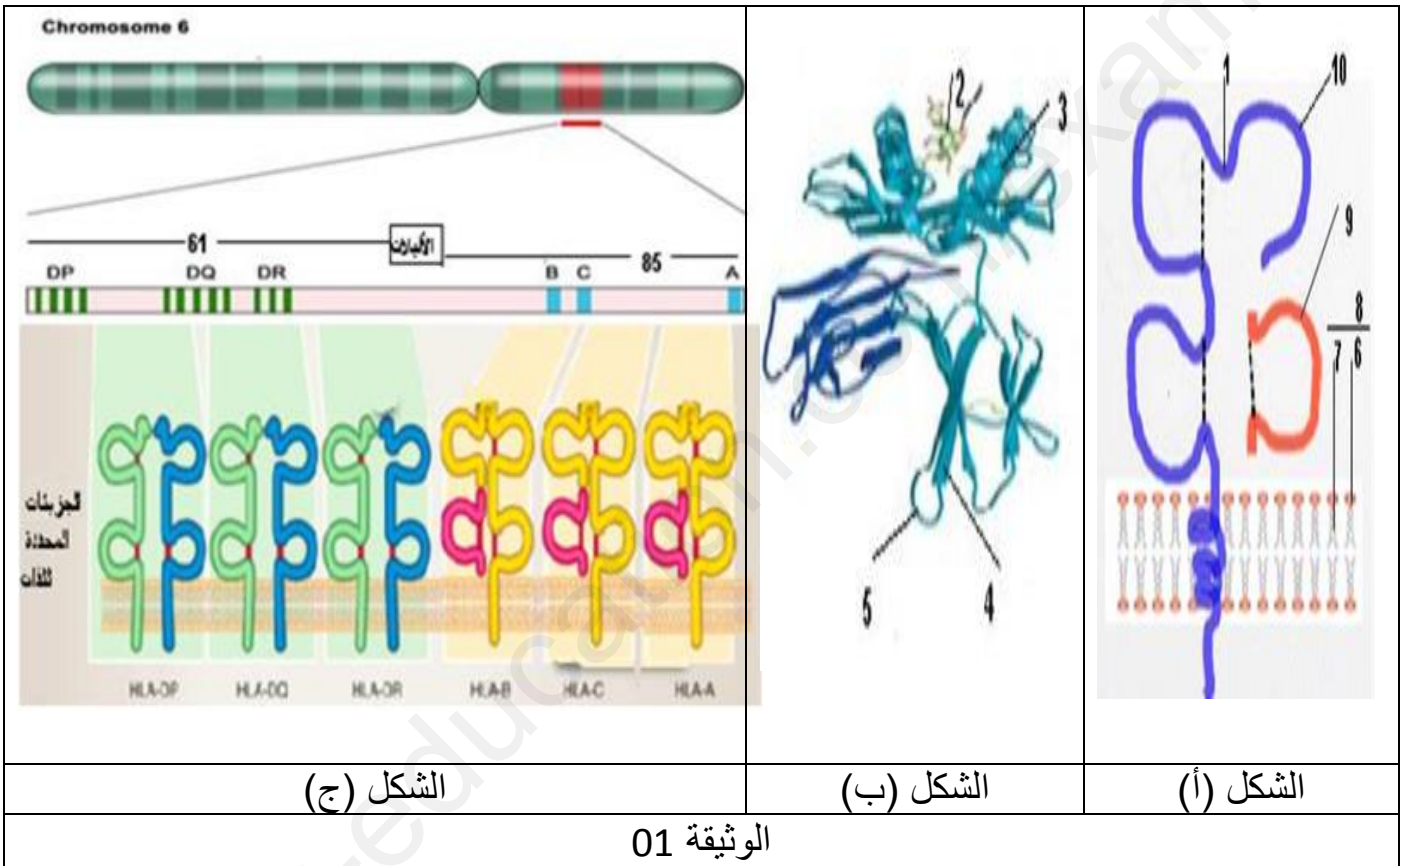 Chromosome 6
61
الأليلات
85
DP DQ DR B C A
الجزيئات
المحددة
للذات
HLA-DP HLA-DQ HLA-DR HLA-B HLA-C HLA-A
2
3
5
4
1
10
9
8
7 6
الشكل (أ)
الشكل (ب)
الشكل (ج)
الوثيقة 01